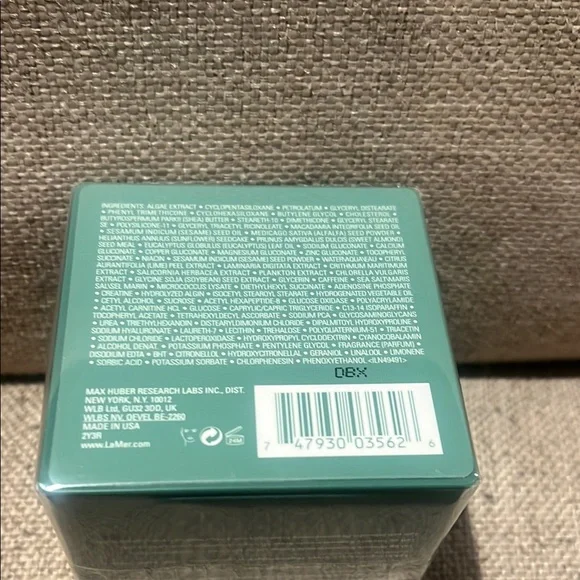 INGREDIENTS: ALGAE EXTRACT • CYCLOPENTASILOXANE • PETROLATUM • GLYCERYL DISTEARATE
• PHENYL TRIMETHICONE • CYCLOHEXASILOXANE • BUTYLENE GLYCOL • CHOLESTEROL •
BUTYROSPERMUM PARKII (SHEA) BUTTER • STEARETH-10 • DIMETHICONE • GLYCERYL STEARATE
SE • POLYSILICONE-11 • GLYCERYL TRIACETYL RICINOLEATE • MACADAMIA INTEGRIFOLIA SEED OIL
• SESAMUM INDICUM (SESAME) SEED OIL • MEDICAGO SATIVA (ALFALFA) SEED POWDER •
HELIANTHUS ANNUUS (SUNFLOWER) SEEDCAKE • PRUNUS AMYGDALUS DULCIS (SWEET ALMOND)
SEED MEAL • EUCALYPTUS GLOBULUS (EUCALYPTUS) LEAF OIL • SODIUM GLUCONATE • CALCIUM
GLUCONATE • COPPER GLUCONATE • MAGNESIUM GLUCONATE • ZINC GLUCONATE • TOCOPHERYL
SUCCINATE • NIACIN • SESAMUM INDICUM (SESAME) SEED POWDER • WATER\AQUA\EAU • CITRUS
AURANTIFOLIA (LIME) PEEL EXTRACT • LAMINARIA DIGITATA EXTRACT • CRITHMUM MARITIMUM
EXTRACT • SALICORNIA HERBACEA EXTRACT • PLANKTON EXTRACT • CHLORELLA VULGARIS
EXTRACT • GLYCINE SOJA (SOYBEAN) SEED EXTRACT • GLYCERIN • CAFFEINE • SEA SALT\MARIS
SAL\SEL MARIN • MICROCOCCUS LYSATE • DIETHYLHEXYL SUCCINATE • ADENOSINE PHOSPHATE
• CREATINE • HYDROLYZED ALGIN • ISOCETYL STEAROYL STEARATE • HYDROGENATED VEGETABLE OIL
• CETYL ALCOHOL • SUCROSE • ACETYL HEXAPEPTIDE-8 • GLUCOSE OXIDASE • POLYACRYLAMIDE
• ACETYL CARNITINE HCL • GLUCOSE • CAPRYLIC/CAPRIC TRIGLYCERIDE • C13-14 ISOPARAFFIN •
TOCOPHERYL ACETATE • TETRAHEXYLDECYL ASCORBATE • SODIUM PCA • GLYCOSAMINOGLYCANS
• UREA • TRIETHYLHEXANOIN • DISTEARYLDIMONIUM CHLORIDE • DIPALMITOYL HYDROXYPROLINE •
SODIUM HYALURONATE • LAURETH-7 • LECITHIN • TREHALOSE • POLYQUATERNIUM-51 • TRIACETIN
• SODIUM CHLORIDE • LACTOPEROXIDASE • HYDROXYPROPYL CYCLODEXTRIN • CYANOCOBALAMIN
• ALCOHOL DENAT. • POTASSIUM PHOSPHATE • PENTYLENE GLYCOL • FRAGRANCE (PARFUM) •
DISODIUM EDTA • BHT • CITRONELLOL • HYDROXYCITRONELLAL • GERANIOL • LINALOOL • LIMONENE
• SORBIC ACID • POTASSIUM SORBATE • CHLORPHENESIN • PHENOXYETHANOL <ILN49491>
DBX
MAX HUBER RESEARCH LABS INC., DIST.
NEW YORK, N.Y. 10012
WLB Ltd, GU32 3DD, UK
WLBS NV. OEVEL BE-2260
MADE IN USA
2Y3R
www.LaMer.com
24M
7 47930 03562 6